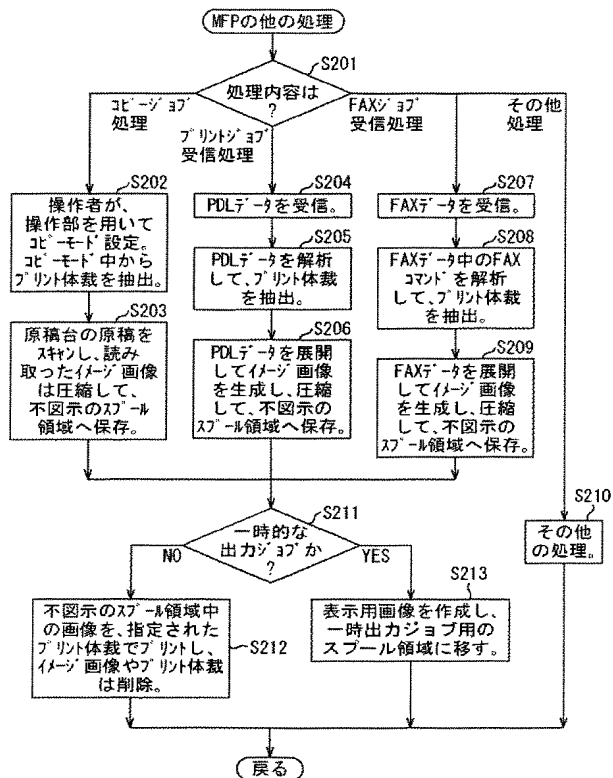 MFPの他の処理
S201
処理内容は
?
コピージョブ
処理
プリントジョブ
受信処理
FAXジョブ
受信処理
その他
処理
S202
操作者が、
操作部を用いて
コピーモード設定。
コピーモード中から
プリント体裁を抽出。
S203
原稿台の原稿を
スキャンし、読み
取ったイメージ画像
は圧縮して、
不図示のスプール
領域へ保存。
S204
PDLデータを受信。
S205
PDLデータを解析
して、プリント体裁
を抽出。
S206
PDLデータを展開
してイメージ画像
を生成し、圧縮
して、不図示の
スプール領域へ保存。
S207
FAXデータを受信。
S208
FAXデータ中のFAX
コマンドを解析
して、プリント体裁
を抽出。
S209
FAXデータを展開
してイメージ画像
を生成し、圧縮
して、不図示の
スプール領域へ保存。
S210
その他
の処理。
S211
一時的な
出力ジョブか
?
NO
YES
S212
不図示のスプール領域中
の画像を、指定された
プリント体裁でプリントし、
イメージ画像やプリント体裁
は削除。
S213
表示用画像を作成し、
一時出力ジョブ用の
スプール領域に移す。
戻る